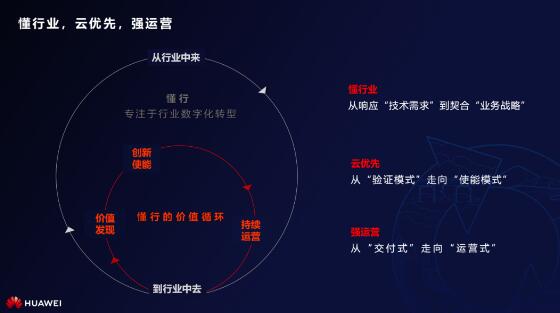 懂行业，云优先，强运营
从行业中来
懂行
专注于行业数字化转型
创新
使能
价值
发现
懂行的价值循环
持续
运营
到行业中去
懂行业
从响应“技术需求”到契合“业务战略”
云优先
从“验证模式”走向“使能模式”
强运营
从“交付式”走向“运营式”
HUAWEI